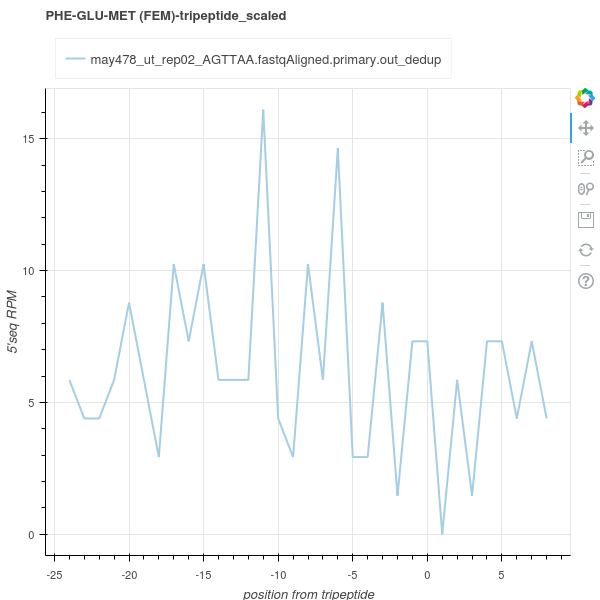 PHE-GLU-MET (FEM)-tripeptide_scaled
may478_ut_rep02_AGTTAA.fastqAligned.primary.out_dedup
15
10
5
0
5'seq RPM
-25 -20 -15 -10 -5 0 5
position from tripeptide